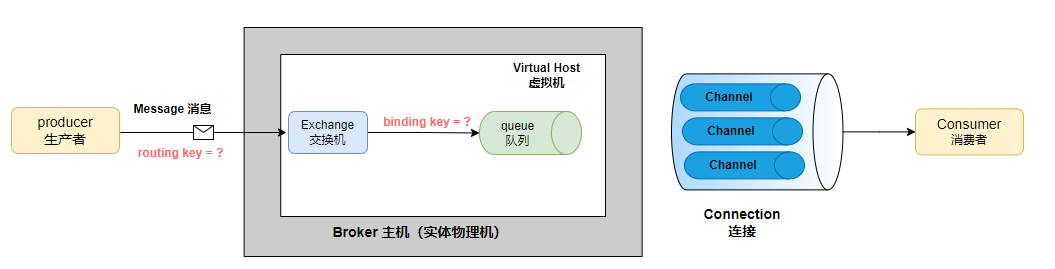 producer
生产者
Message 消息
routing key = ?
Exchange
交换机
binding key = ?
Virtual Host
虚拟机
queue
队列
Broker 主机（实体物理机）
Channel
Channel
Channel
Connection
连接
Consumer
消费者